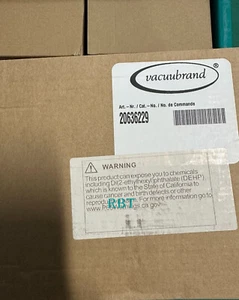 vacuubrand
Art.-Nr. / Cat.-No. / No. de Commande
20636229
WARNING
This product can expose you to chemicals
including Di(2-ethylhexyl)phthalate (DEHP),
which is known to the State of California to
cause cancer and birth defects or other
reproductive For more information go to
RBT